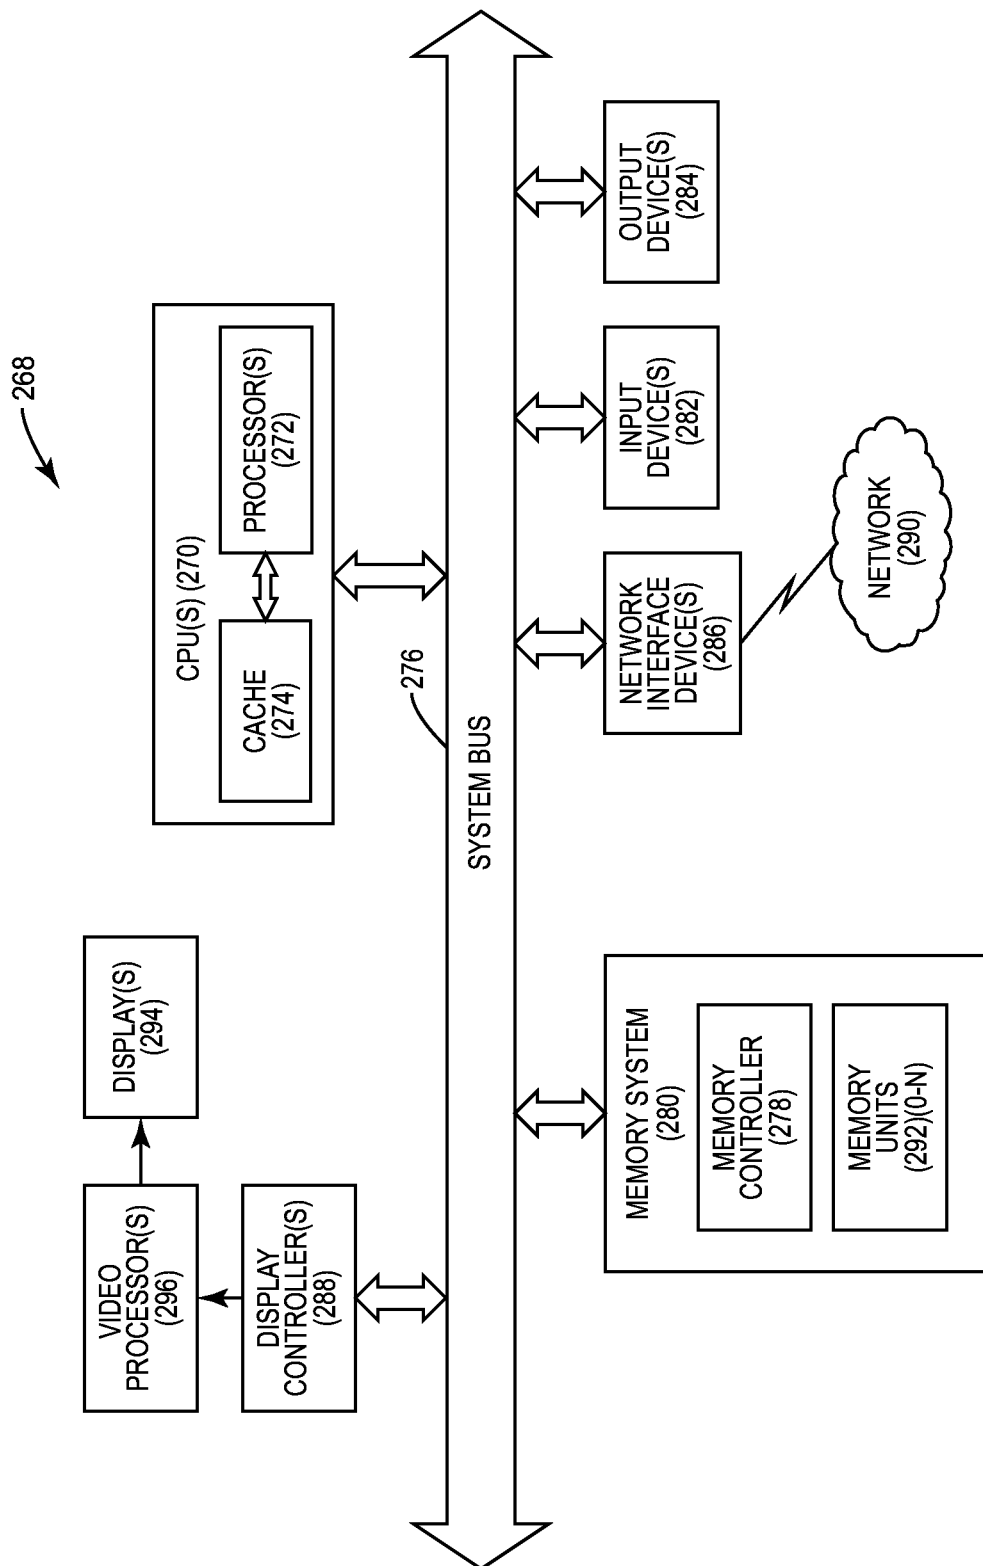 268
CPU(S) (270)
CACHE
(274)
PROCESSOR(S)
(272)
VIDEO
PROCESSOR(S)
(296)
DISPLAY(S)
(294)
DISPLAY
CONTROLLER(S)
(288)
276
SYSTEM BUS
MEMORY SYSTEM
(280)
MEMORY
CONTROLLER
(278)
MEMORY
UNITS
(292)(0-N)
NETWORK
INTERFACE
DEVICE(S)
(286)
INPUT
DEVICE(S)
(282)
OUTPUT
DEVICE(S)
(284)
NETWORK
(290)